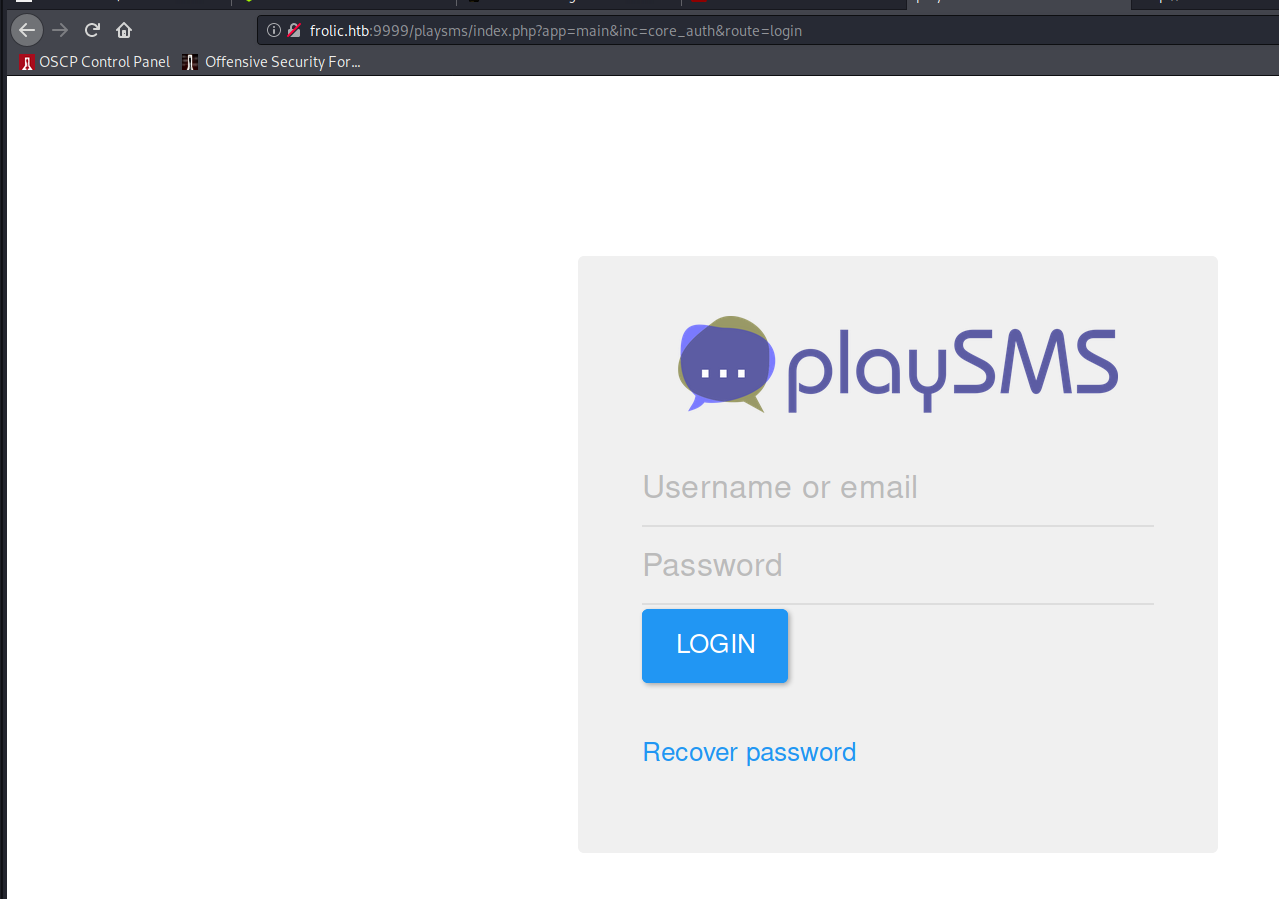 frolic.htb:9999/playsms/index.php?app=main&inc=core_auth&route=login
OSCP Control Panel Offensive Security For...
playSMS
Username or email
Password
LOGIN
Recover password